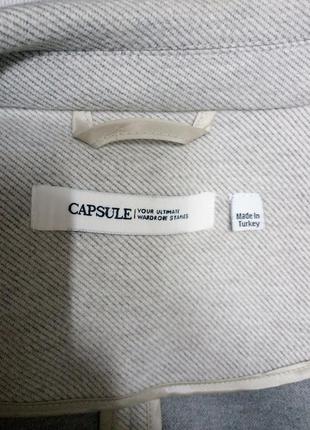 CAPSULE
YOUR ULTIMATE
WARDROBE STAPLES
Made In
Turkey